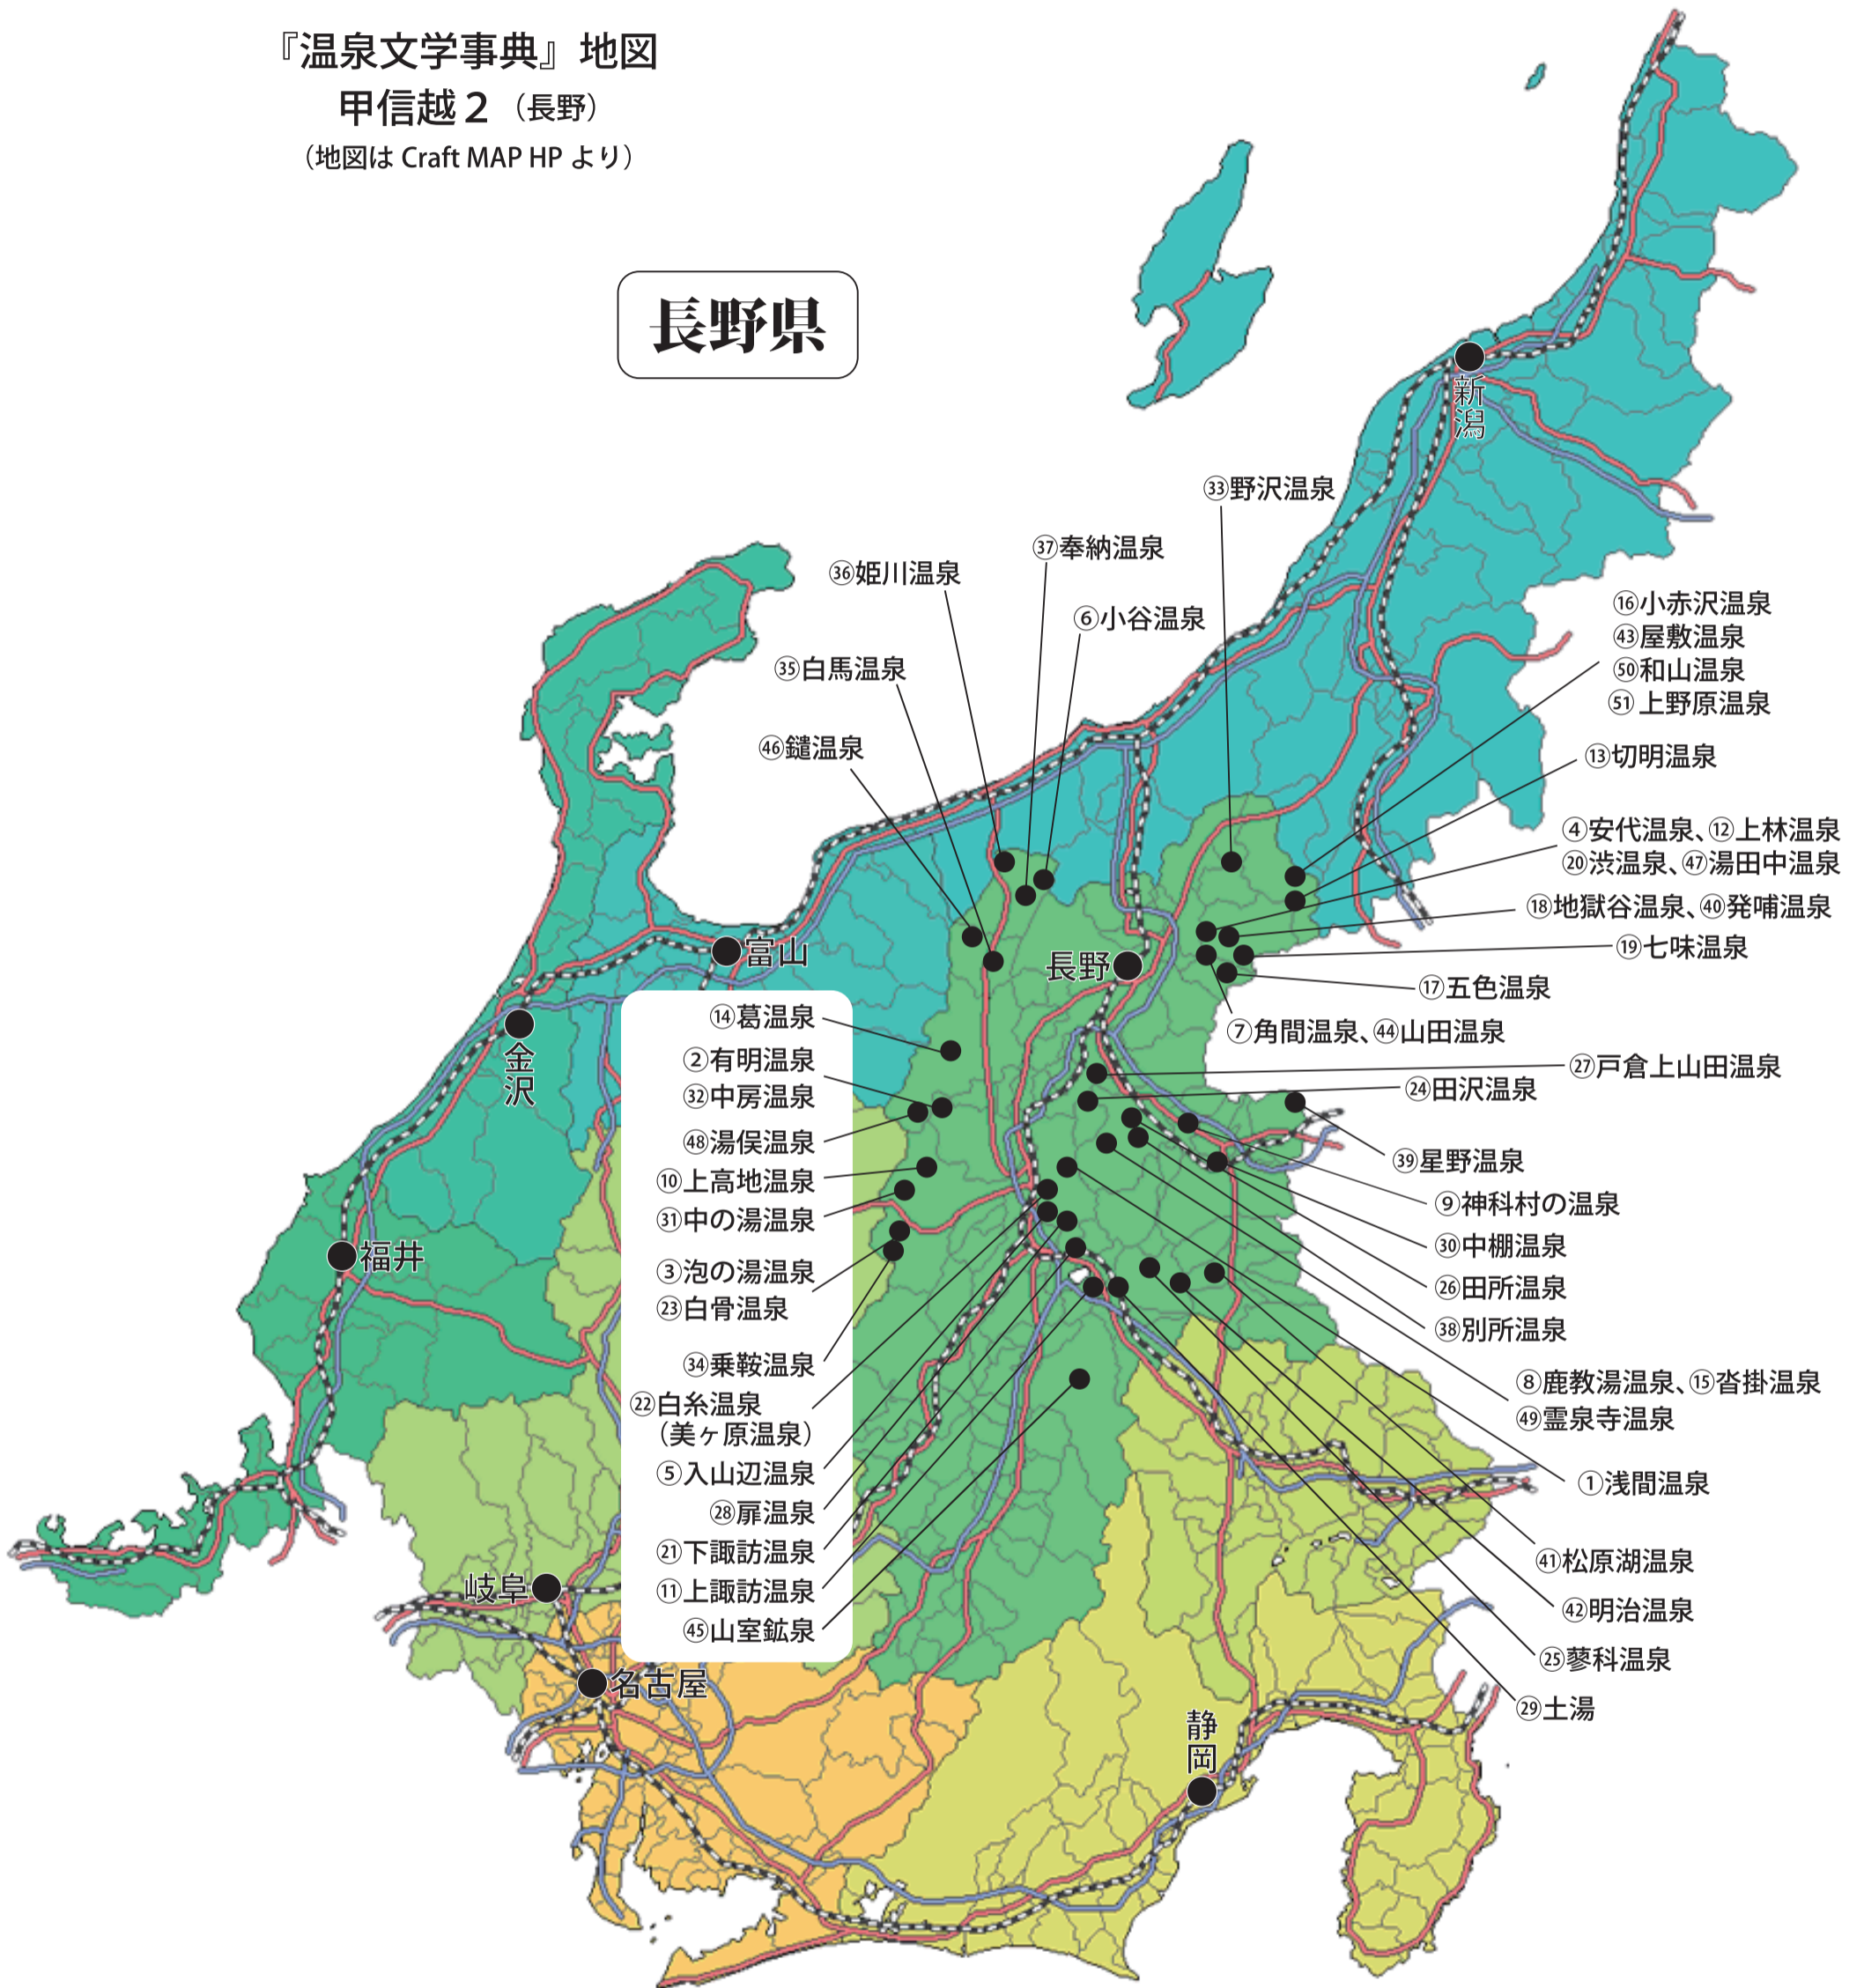 『温泉文学事典』地図
甲信越２（長野）
（地図は Craft MAP HP より）
長野県
新潟
㉝野沢温泉
㊲奉納温泉
㊱姫川温泉
⑥小谷温泉
㉟白馬温泉
㊻鑓温泉
⑯小赤沢温泉
㊸屋敷温泉
㊿和山温泉
51上野原温泉
⑬切明温泉
④安代温泉、⑫上林温泉
⑳渋温泉、㊼湯田中温泉
⑱地獄谷温泉、㊵発哺温泉
⑲七味温泉
⑰五色温泉
⑦角間温泉、㊹山田温泉
富山
長野
金沢
⑭葛温泉
②有明温泉
㉜中房温泉
㊽湯俣温泉
⑩上高地温泉
㉛中の湯温泉
③泡の湯温泉
㉓白骨温泉
㉞乗鞍温泉
㉒白糸温泉
（美ヶ原温泉）
⑤入山辺温泉
㉘扉温泉
㉑下諏訪温泉
⑪上諏訪温泉
㊺山室鉱泉
㉗戸倉上山田温泉
㉔田沢温泉
㊴星野温泉
⑨神科村の温泉
㉚中棚温泉
㉖田所温泉
㊳別所温泉
⑧鹿教湯温泉、⑮沓掛温泉
㊾霊泉寺温泉
①浅間温泉
㊶松原湖温泉
㊷明治温泉
㉕蓼科温泉
㉙土湯
福井
岐阜
名古屋
静岡